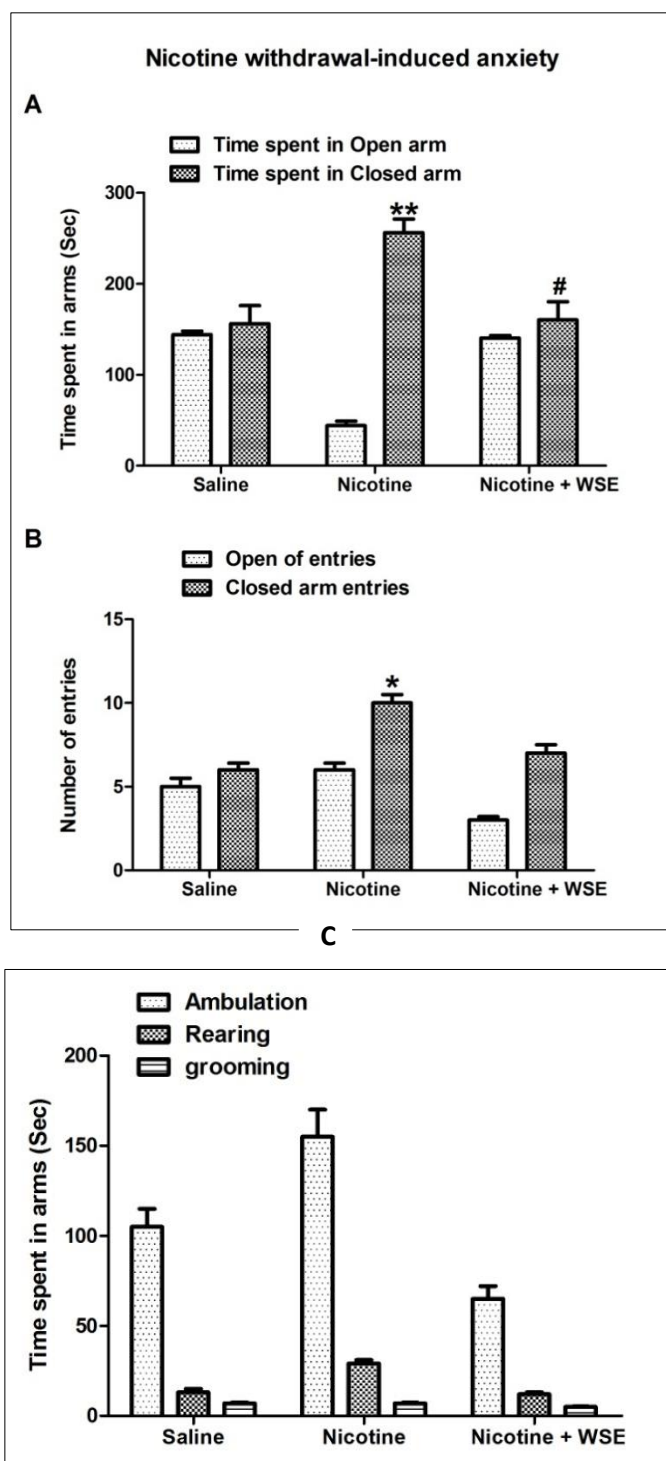 Nicotine withdrawal-induced anxiety
A
Time spent in Open arm
Time spent in Closed arm
Time spent in arms (Sec)
300
200
100
0
**
#
Saline Nicotine Nicotine + WSE
B
Open of entries
Closed arm entries
Number of entries
15
10
5
0
*
Saline Nicotine Nicotine + WSE
C
Ambulation
Rearing
grooming
Time spent in arms (Sec)
200
150
100
50
0
Saline Nicotine Nicotine + WSE